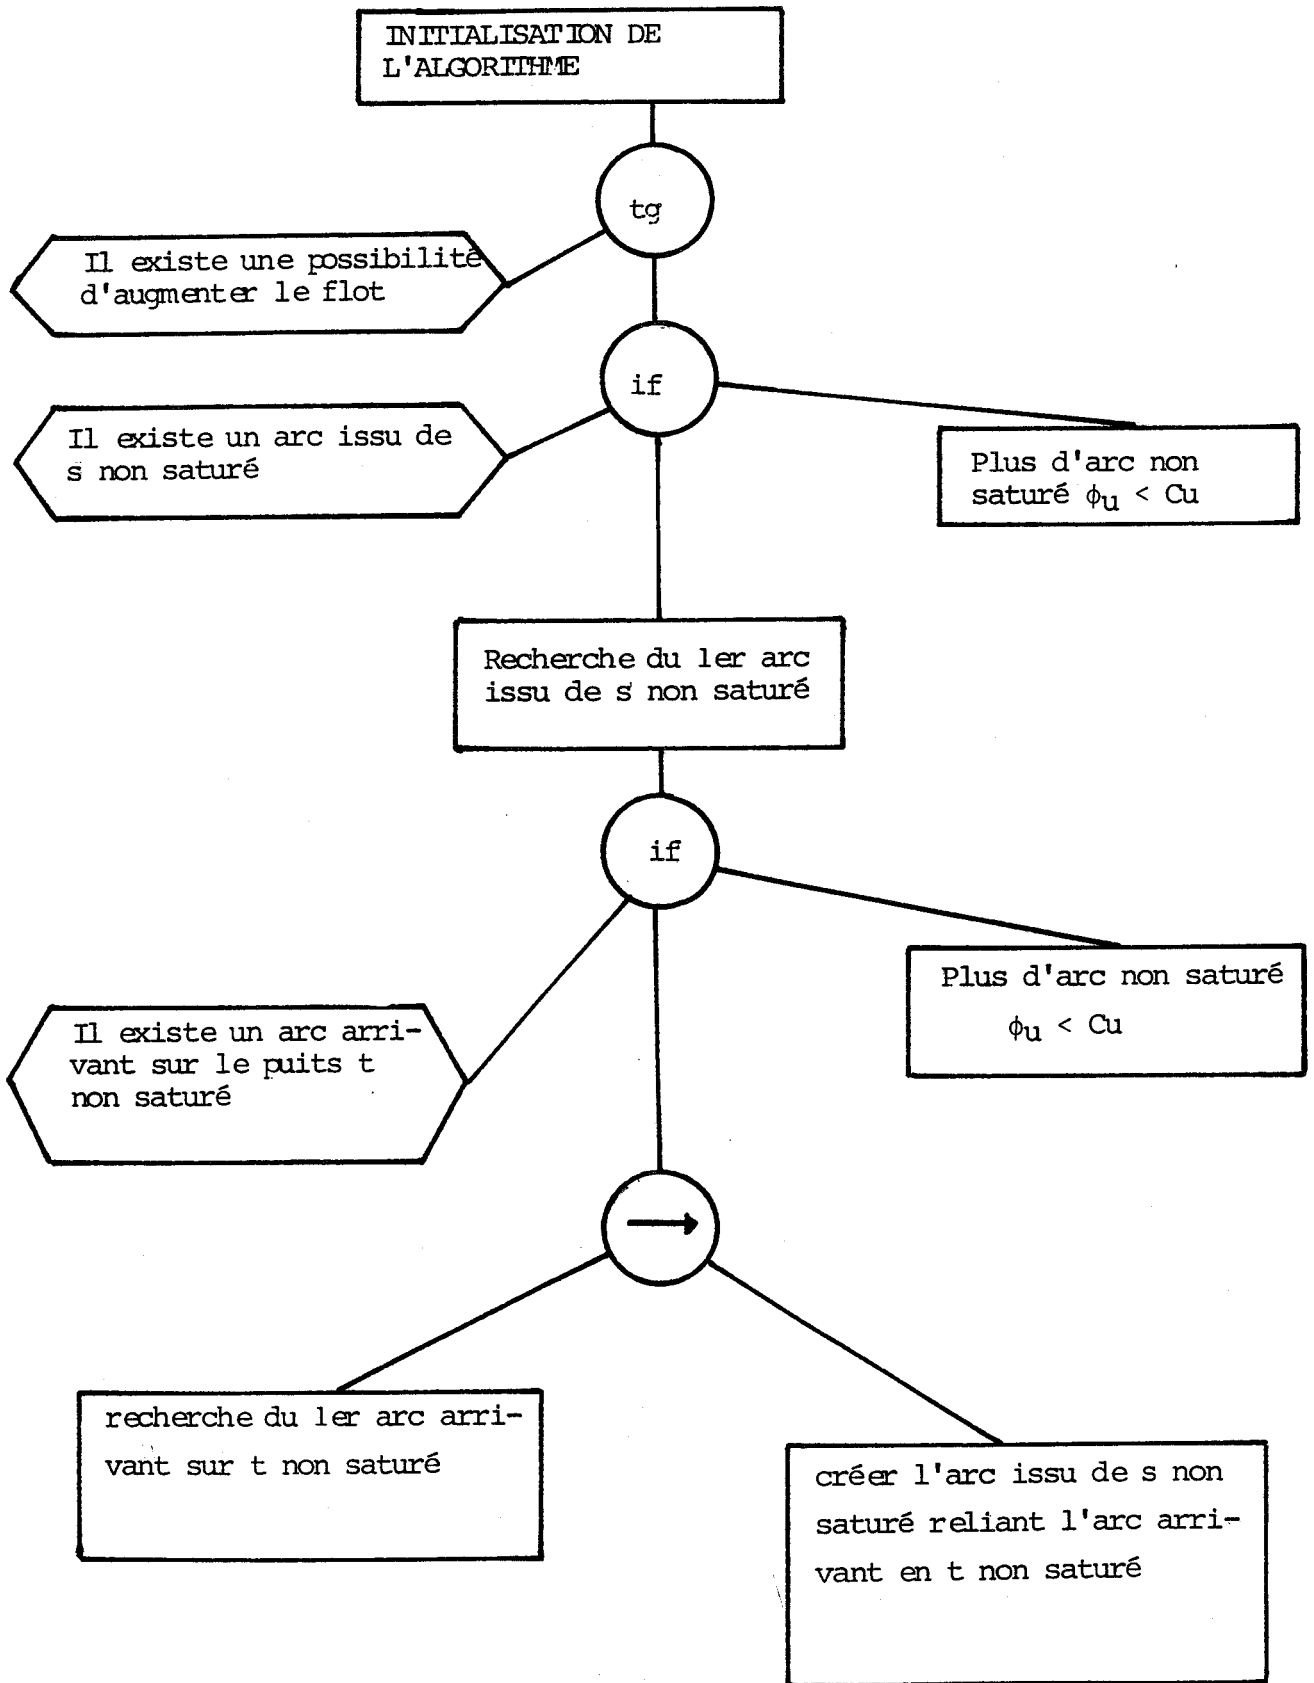 INITIALISATION DE
L'ALGORITHME
tg
Il existe une possibilité
d'augmenter le flot
if
Il existe un arc issu de
s non saturé
Plus d'arc non
saturé ϕu < Cu
Recherche du 1er arc
issu de s non saturé
if
Plus d'arc non saturé
ϕu < Cu
Il existe un arc arri-
vant sur le puits t
non saturé
recherche du 1er arc arri-
vant sur t non saturé
créer l'arc issu de s non
saturé reliant l'arc arri-
vant en t non saturé